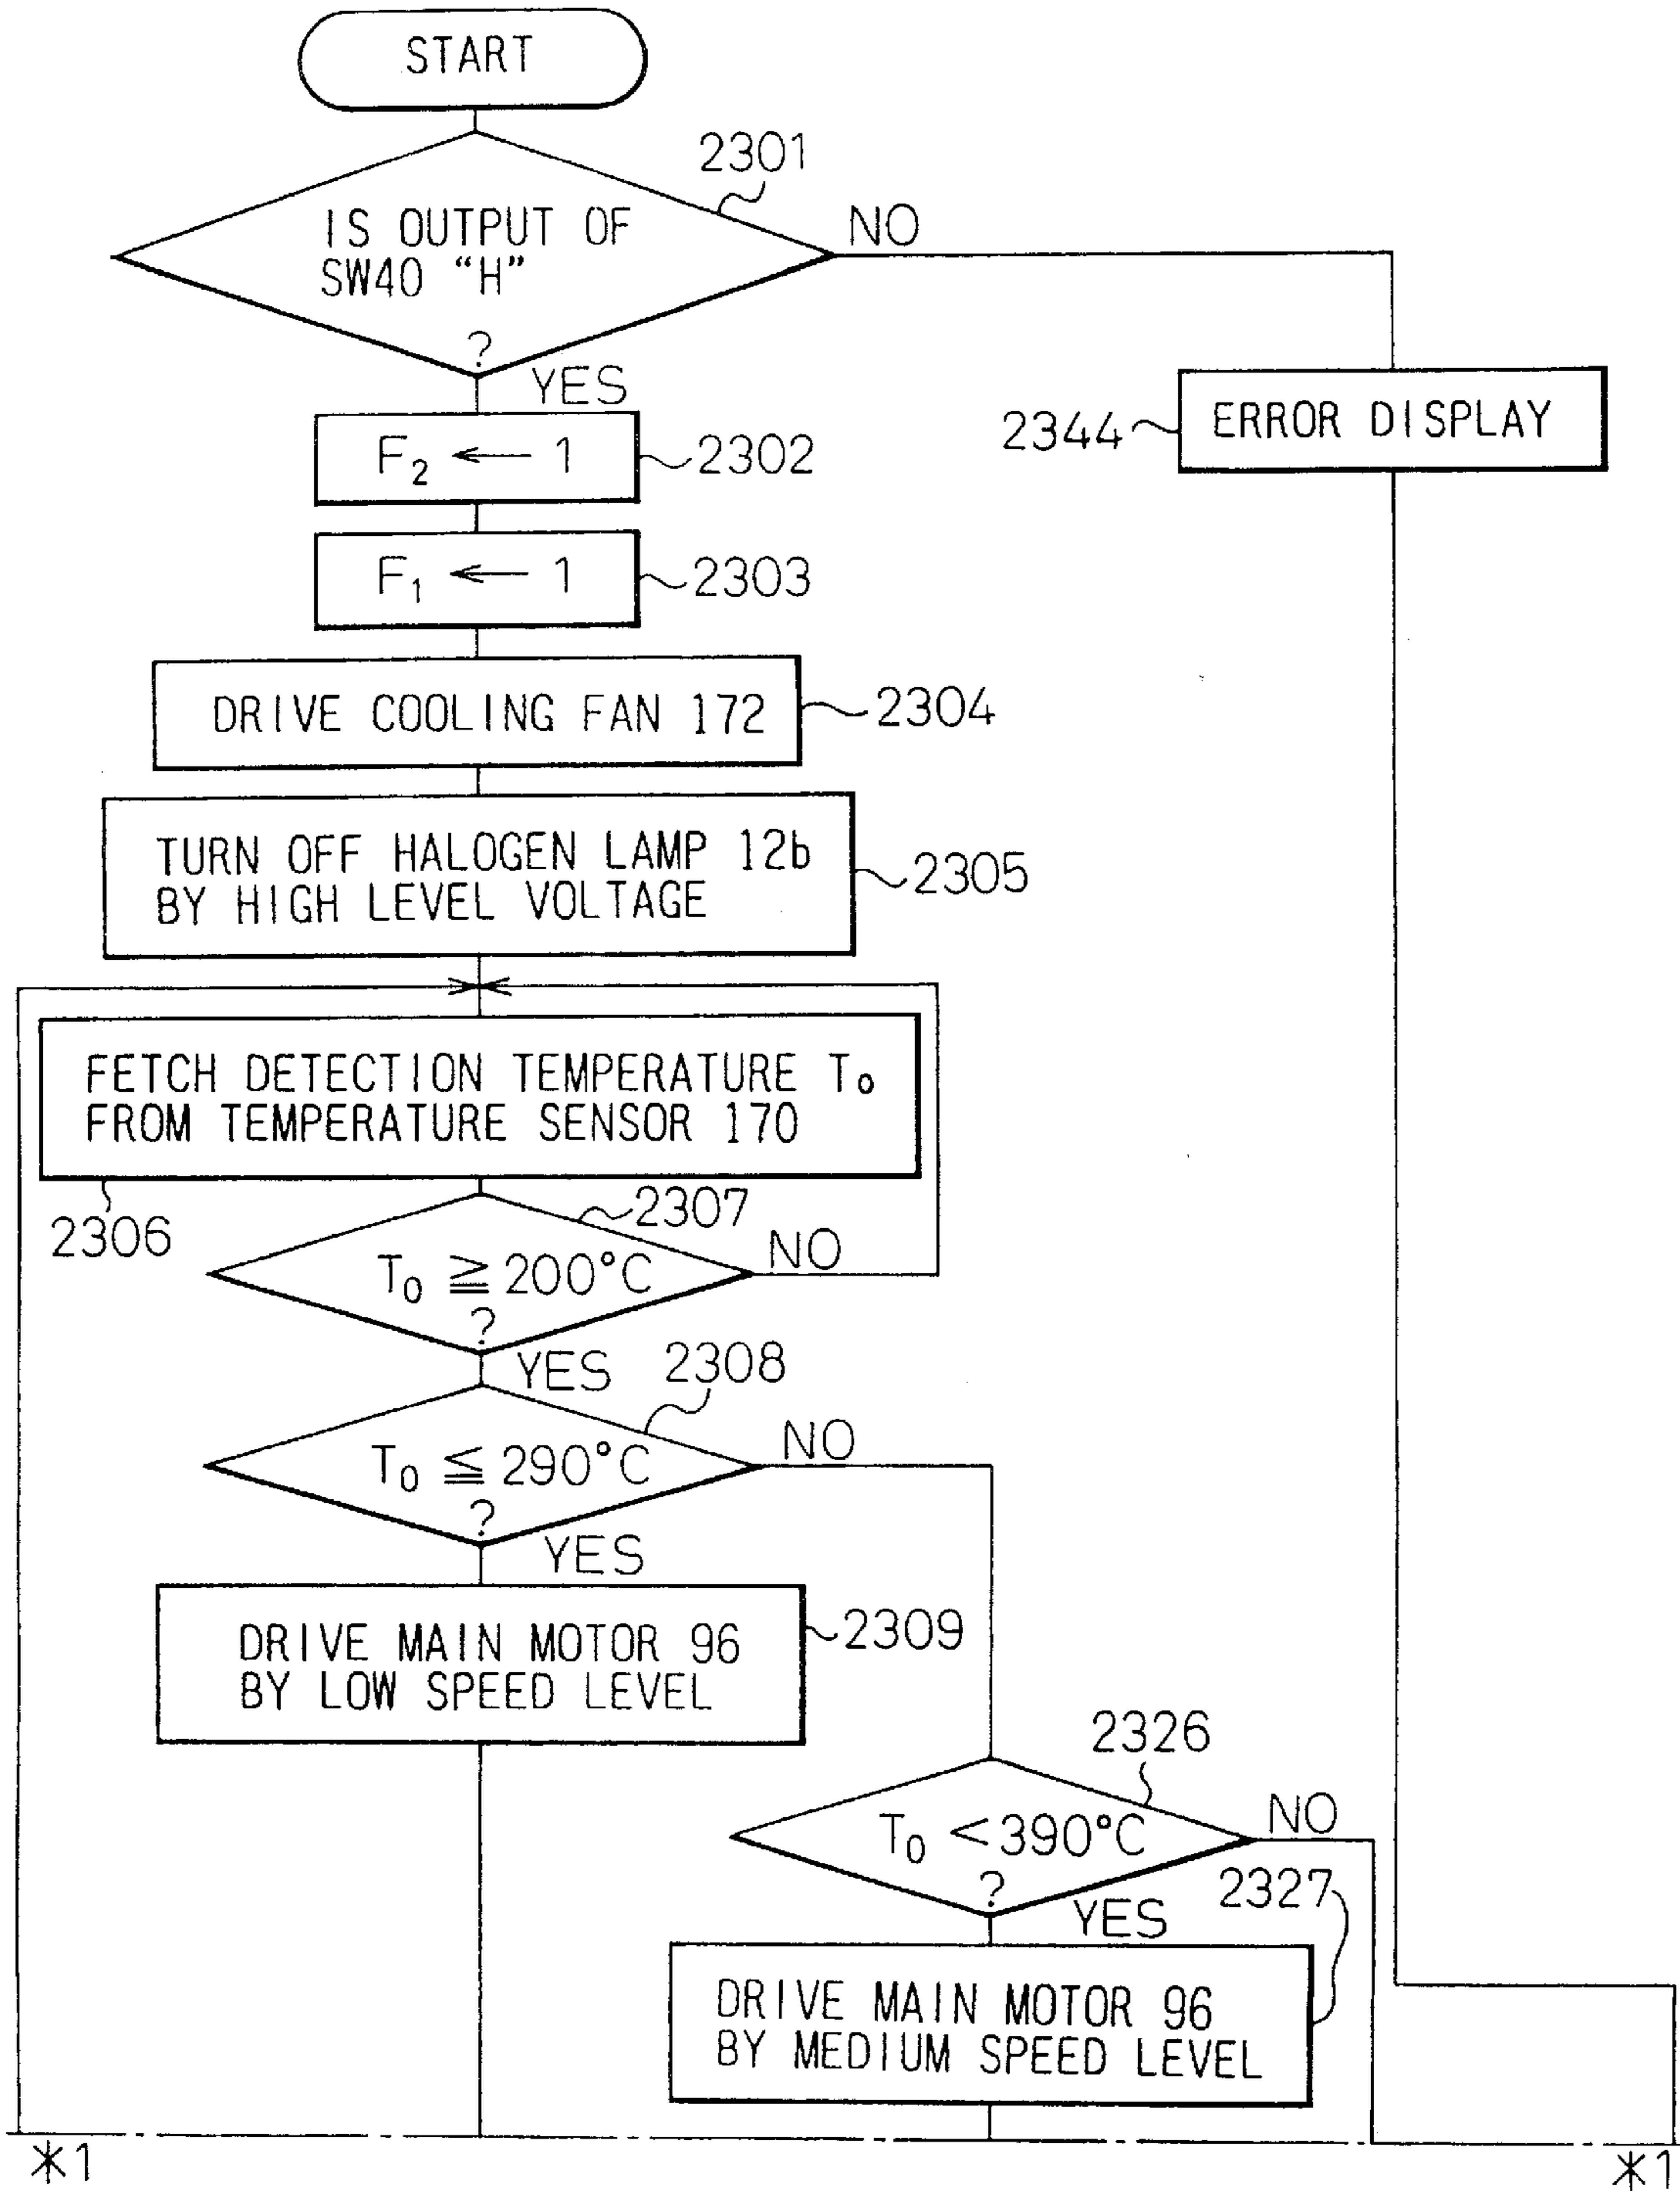 START
2301
IS OUTPUT OF
SW40 “H”
?
NO
YES
2344
ERROR DISPLAY
F₂ ← 1
2302
F₁ ← 1
2303
DRIVE COOLING FAN 172
2304
TURN OFF HALOGEN LAMP 12b
BY HIGH LEVEL VOLTAGE
2305
FETCH DETECTION TEMPERATURE T₀
FROM TEMPERATURE SENSOR 170
2306
2307
T₀ ≧ 200°C
?
NO
YES
2308
T₀ ≦ 290°C
?
NO
YES
DRIVE MAIN MOTOR 96
BY LOW SPEED LEVEL
2309
2326
T₀ < 390°C
?
NO
YES
2327
DRIVE MAIN MOTOR 96
BY MEDIUM SPEED LEVEL
*1
*1